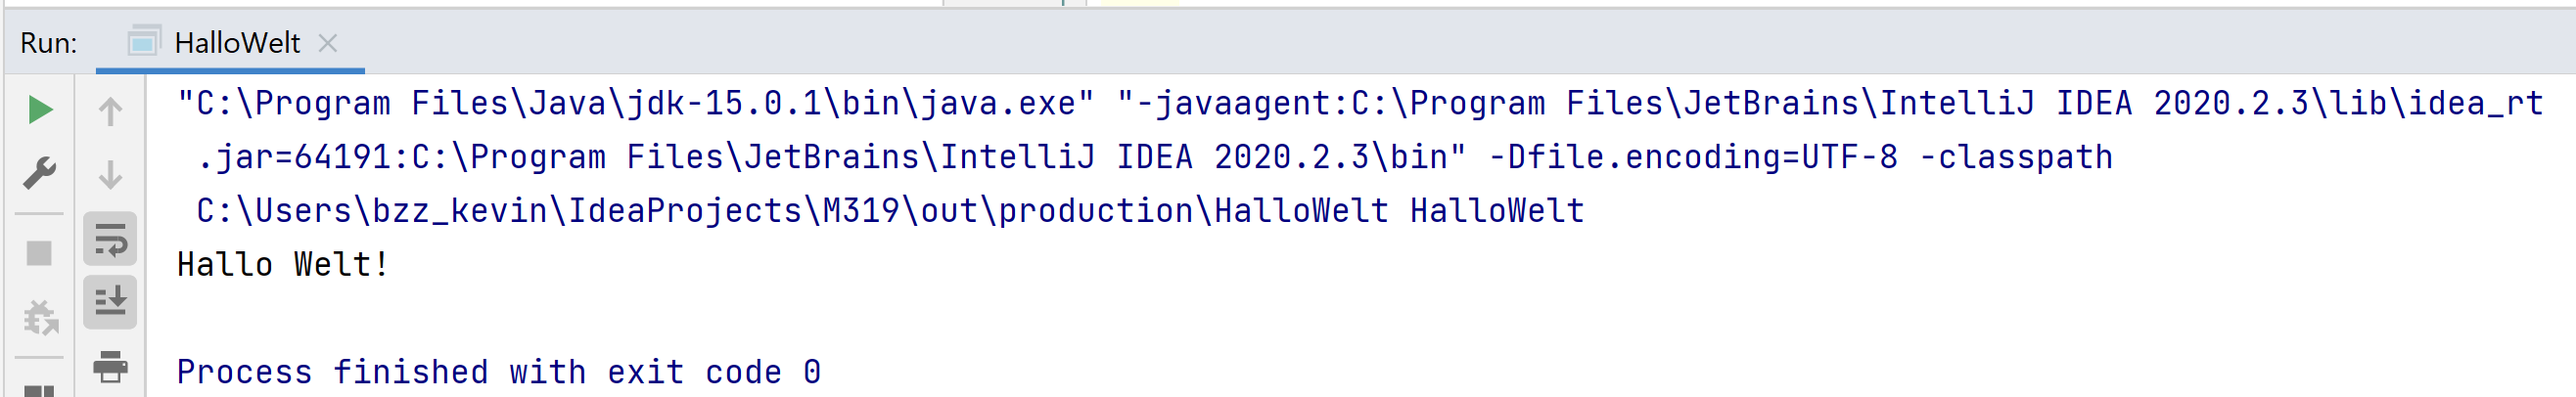 Run: HalloWelt
"C:\Program Files\Java\jdk-15.0.1\bin\java.exe" "-javaagent:C:\Program Files\JetBrains\IntelliJ IDEA 2020.2.3\lib\idea_rt
.jar=64191:C:\Program Files\JetBrains\IntelliJ IDEA 2020.2.3\bin" -Dfile.encoding=UTF-8 -classpath
C:\Users\bzz_kevin\IdeaProjects\M319\out\production\HalloWelt HalloWelt
Hallo Welt!
Process finished with exit code 0